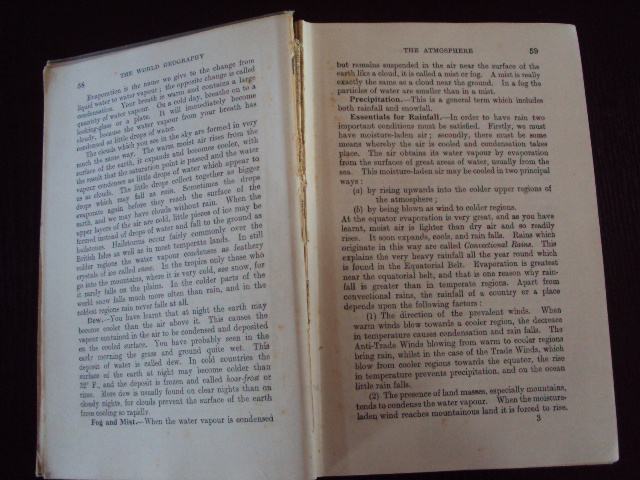 58 THE WORLD GEOGRAPHY
Evaporation is the name we give to the change from
liquid water to water vapour; the opposite change is called
condensation. Your breath is warm and contains a large
quantity of water vapour. On a cold day, breathe on to a
looking-glass or a plate. It will immediately become
cloudy, because the water vapour from your breath has
condensed as little drops of water.
The clouds which you see in the sky are formed in very
much the same way. The warm moist air rises from the
surface of the earth, it expands and becomes cooler, with
the result that the saturation point is passed and the water
vapour condenses as little drops of water which appear to
us as clouds. The little drops collect together as bigger
drops which may fall as rain. Sometimes the drops
evaporate again before they reach the surface of the
earth, and we may have clouds without rain. When the
upper layers of the air are cold, little pieces of ice may be
formed instead of drops of water and fall to the ground as
hailstones. Hailstorms occur fairly commonly over the
British Isles as well as in most temperate lands. In still
colder regions the water vapour condenses as feathery
crystals of ice called snow. In the tropics only those who
go into the mountains, where it is very cold, see snow, for
it rarely falls on the plains. In the colder parts of the
world snow falls much more often than rain, and in the
coldest regions rain never falls at all.
Dew.—You have learnt that at night the earth may
become cooler than the air above it. This causes the
vapour contained in the air to be condensed and deposited
on the cooled surface. You have probably seen in the
early morning the grass and ground quite wet. This
deposit of water is called dew. In cold countries the
surface of the earth at night may become colder than
32° F., and the deposit is frozen and called hoar-frost or
rime. More dew is usually found on clear nights than on
cloudy nights, for clouds prevent the surface of the earth
from cooling so rapidly.
Fog and Mist.—When the water vapour is condensed
THE ATMOSPHERE 59
but remains suspended in the air near the surface of the
earth like a cloud, it is called a mist or fog. A mist is really
exactly the same as a cloud near the ground. In a fog the
particles of water are smaller than in a mist.
Precipitation.—This is a general term which includes
both rainfall and snowfall.
Essentials for Rainfall.—In order to have rain two
important conditions must be satisfied. Firstly, we must
have moisture-laden air; secondly, there must be some
means whereby the air is cooled and condensation takes
place. The air obtains its water vapour by evaporation
from the surfaces of great areas of water, usually from the
sea. This moisture-laden air may be cooled in two principal
ways:
(a) by rising upwards into the colder upper regions of
the atmosphere;
(b) by being blown as wind to colder regions.
At the equator evaporation is very great, and as you have
learnt, moist air is lighter than dry air and so readily
rises. It soon expands, cools, and rain falls. Rains which
originate in this way are called Convectional Rains. This
explains the very heavy rainfall all the year round which
is found in the Equatorial Belt. Evaporation is greatest
near the equatorial belt, and that is one reason why rain-
fall is greater than in temperate regions. Apart from
convectional rains, the rainfall of a country or a place
depends upon the following factors:
(1) The direction of the prevalent winds. When
warm winds blow towards a cooler region, the decrease
in temperature causes condensation and rain falls. The
Anti-Trade Winds blowing from warm to cooler regions
bring rain, whilst in the case of the Trade Winds, which
blow from cooler regions towards the equator, the rise
in temperature prevents precipitation, and on the ocean
little rain falls.
(2) The presence of land masses, especially mountains,
tends to condense the water vapour. When the moisture-
laden wind reaches mountainous land it is forced to rise,
3